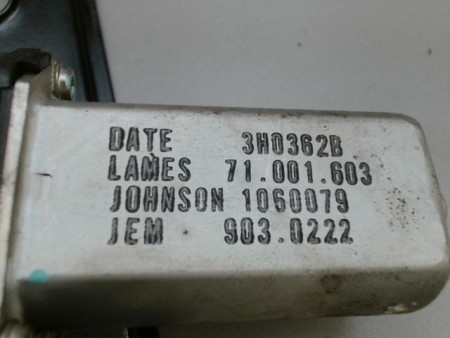 DATE 3H0362B
LAMES 71.001.603
JOHNSON 1060079
JEM 903.0222